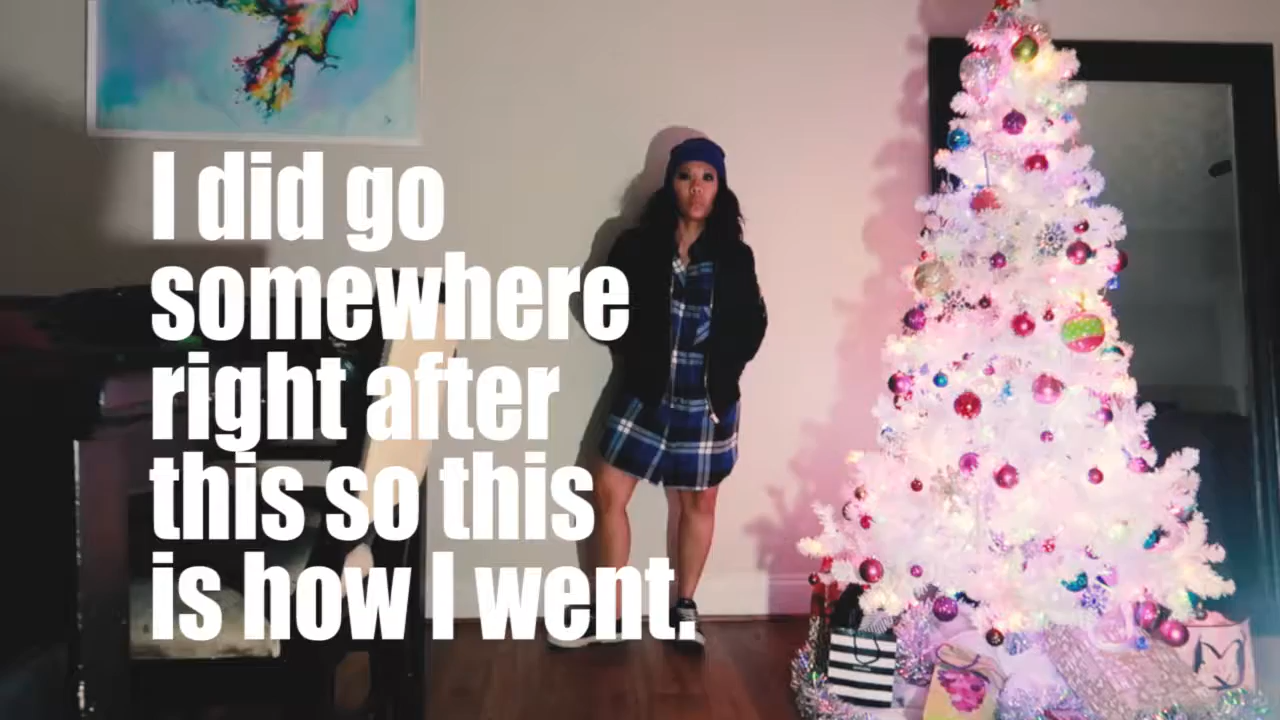 I did go
somewhere
right after
this so this
is how I went.